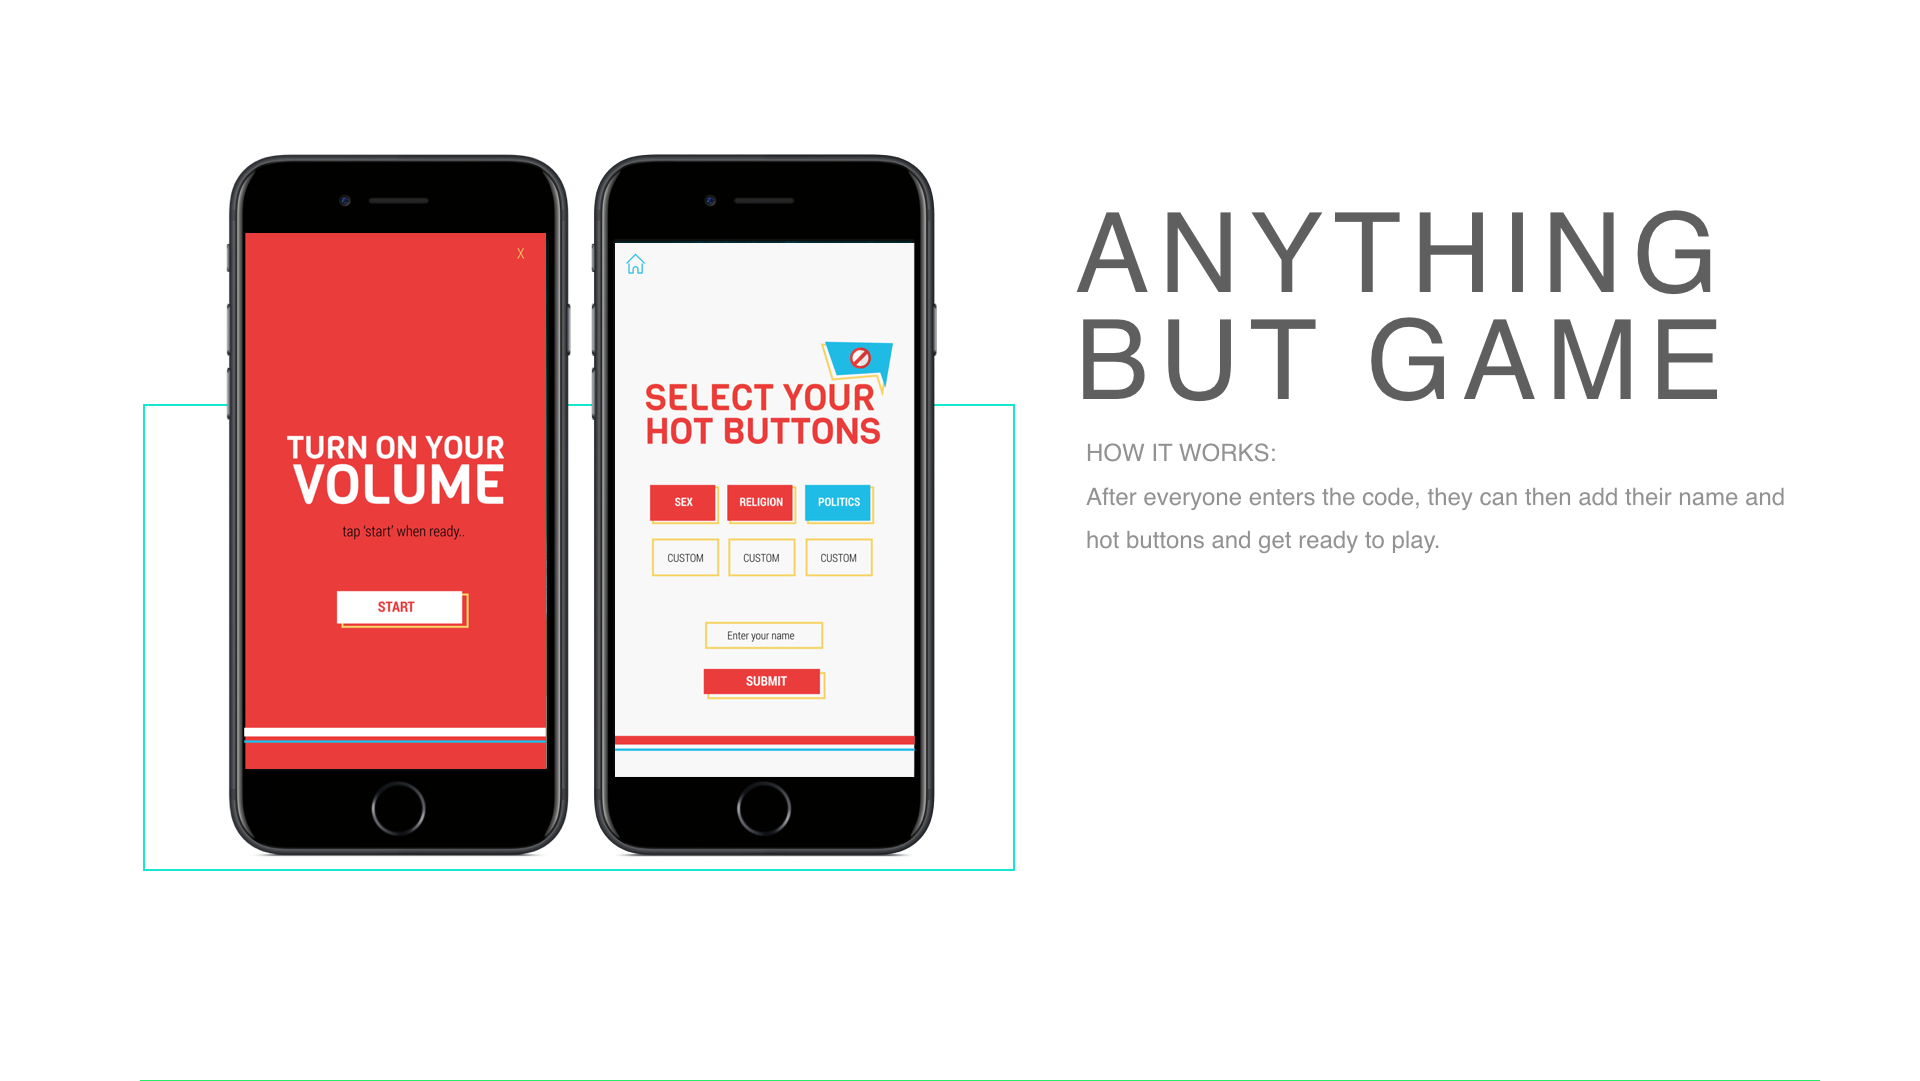 X
TURN ON YOUR
VOLUME
tap 'start' when ready..
START
SELECT YOUR
HOT BUTTONS
SEX RELIGION POLITICS
CUSTOM CUSTOM CUSTOM
Enter your name
SUBMIT
ANYTHING
BUT GAME
HOW IT WORKS:
After everyone enters the code, they can then add their name and
hot buttons and get ready to play.